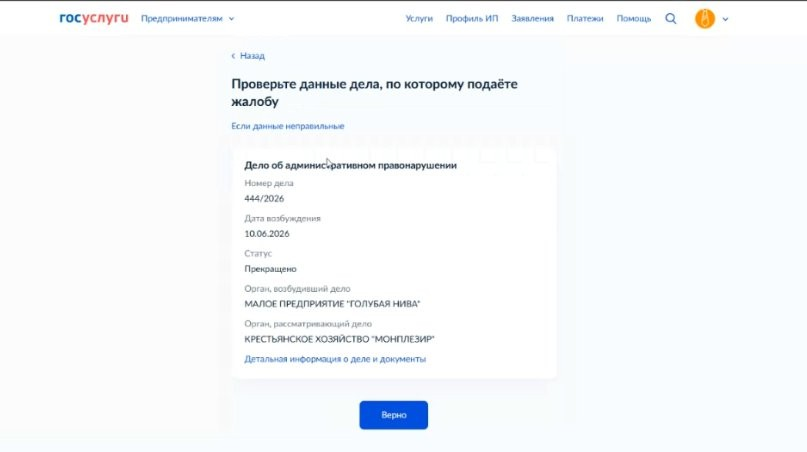 госуслуги Предпринимателям Услуги Профиль ИП Заявления Платежи Помощь
Назад
Проверьте данные дела, по которому подаёте
жалобу
Если данные неправильные
Дело об административном правонарушении
Номер дела
444/2026
Дата возбуждения
10.06.2026
Статус
Прекращено
Орган, возбудивший дело
МАЛОЕ ПРЕДПРИЯТИЕ "ГОЛУБАЯ НИВА"
Орган, рассматривающий дело
КРЕСТЬЯНСКОЕ ХОЗЯЙСТВО "МОНПЛЕЗИР"
Детальная информация о деле и документы
Верно